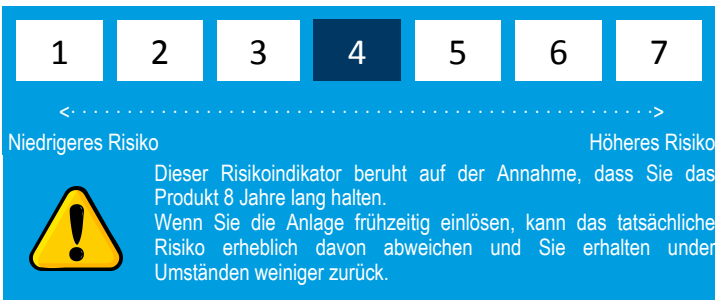 1 2 3 4 5 6 7
<· · · · · · · · · · · · · · · · · · · · · · · · · · · · · · · · · · · · · · · · · · · · · · · · · · · ·>
Niedrigeres Risiko Höheres Risiko
Dieser Risikoindikator beruht auf der Annahme, dass Sie das
Produkt 8 Jahre lang halten.
Wenn Sie die Anlage frühzeitig einlösen, kann das tatsächliche
Risiko erheblich davon abweichen und Sie erhalten under
Umständen weiniger zurück.